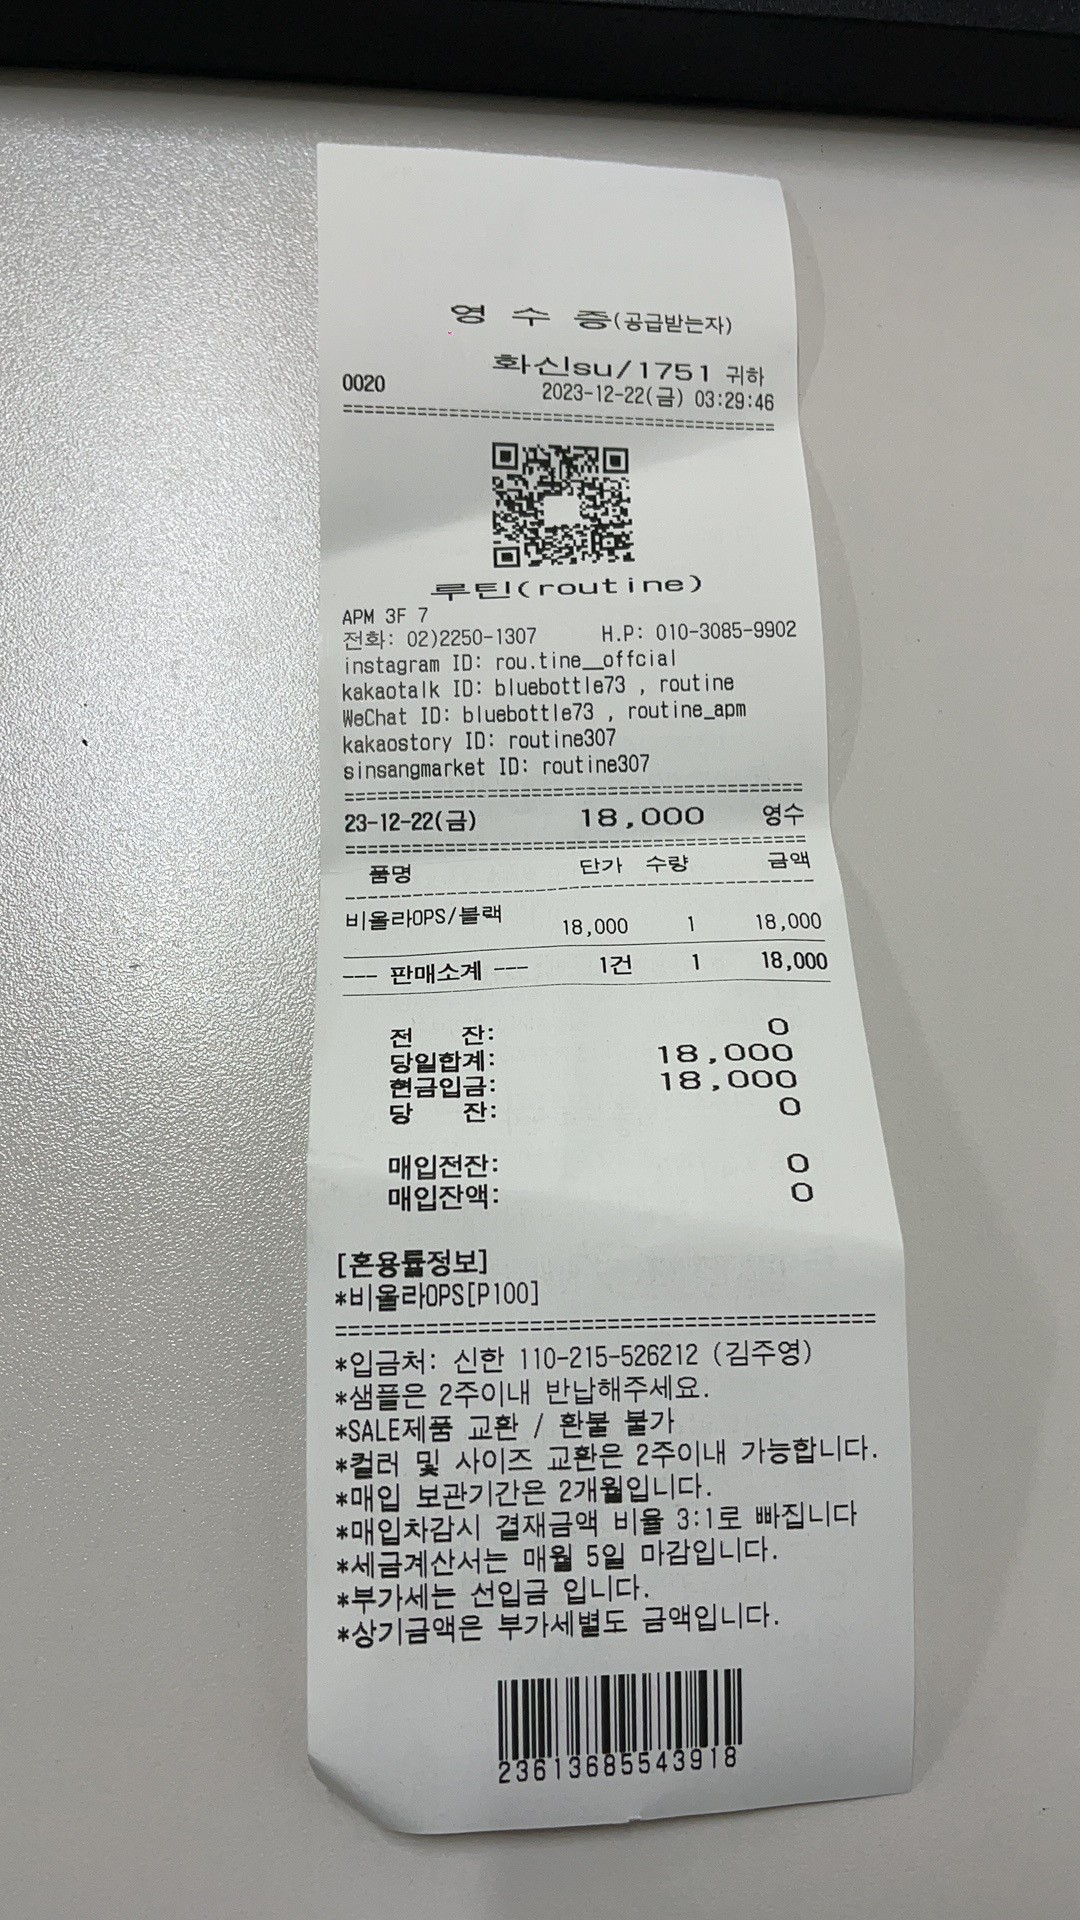 영 수 증(공급받는자)
화신su/1751 귀하
0020 2023-12-22(금) 03:29:46
==========================================
루틴(routine)
APM 3F 7
전화: 02)2250-1307 H.P: 010-3085-9902
instagram ID: rou.tine__offcial
kakaotalk ID: bluebottle73 , routine
WeChat ID: bluebottle73 , routine_apm
kakaostory ID: routine307
sinsangmarket ID: routine307
==========================================
23-12-22(금) 18,000 영수
==========================================
품명 단가 수량 금액
------------------------------------------
비올라OPS/블랙 18,000 1 18,000
--- 판매소계 --- 1건 1 18,000
전 잔: 0
당일합계: 18,000
현금입금: 18,000
당 잔: 0
매입전잔: 0
매입잔액: 0
[혼용률정보]
*비올라OPS[P100]
==========================================
*입금처: 신한 110-215-526212 (김주영)
*샘플은 2주이내 반납해주세요.
*SALE제품 교환 / 환불 불가
*컬러 및 사이즈 교환은 2주이내 가능합니다.
*매입 보관기간은 2개월입니다.
*매입차감시 결재금액 비율 3:1로 빠집니다
*세금계산서는 매월 5일 마감입니다.
*부가세는 선입금 입니다.
*상기금액은 부가세별도 금액입니다.
23613685543918